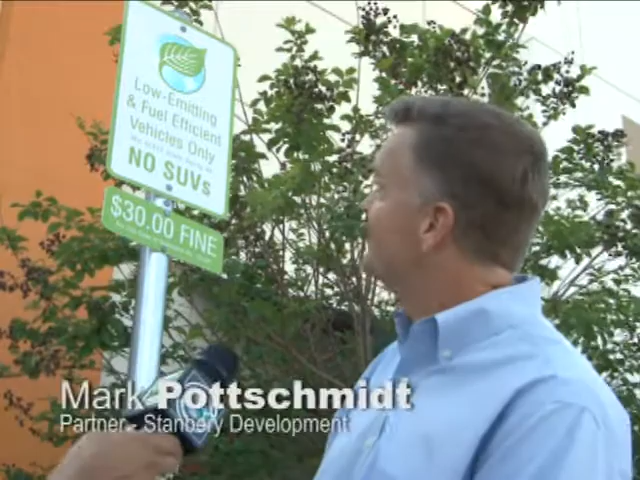 Low-Emitting
& Fuel Efficient
Vehicles Only
NO SUVs
$30.00 FINE
Mark Pottschmidt
Partner - Stanbery Development